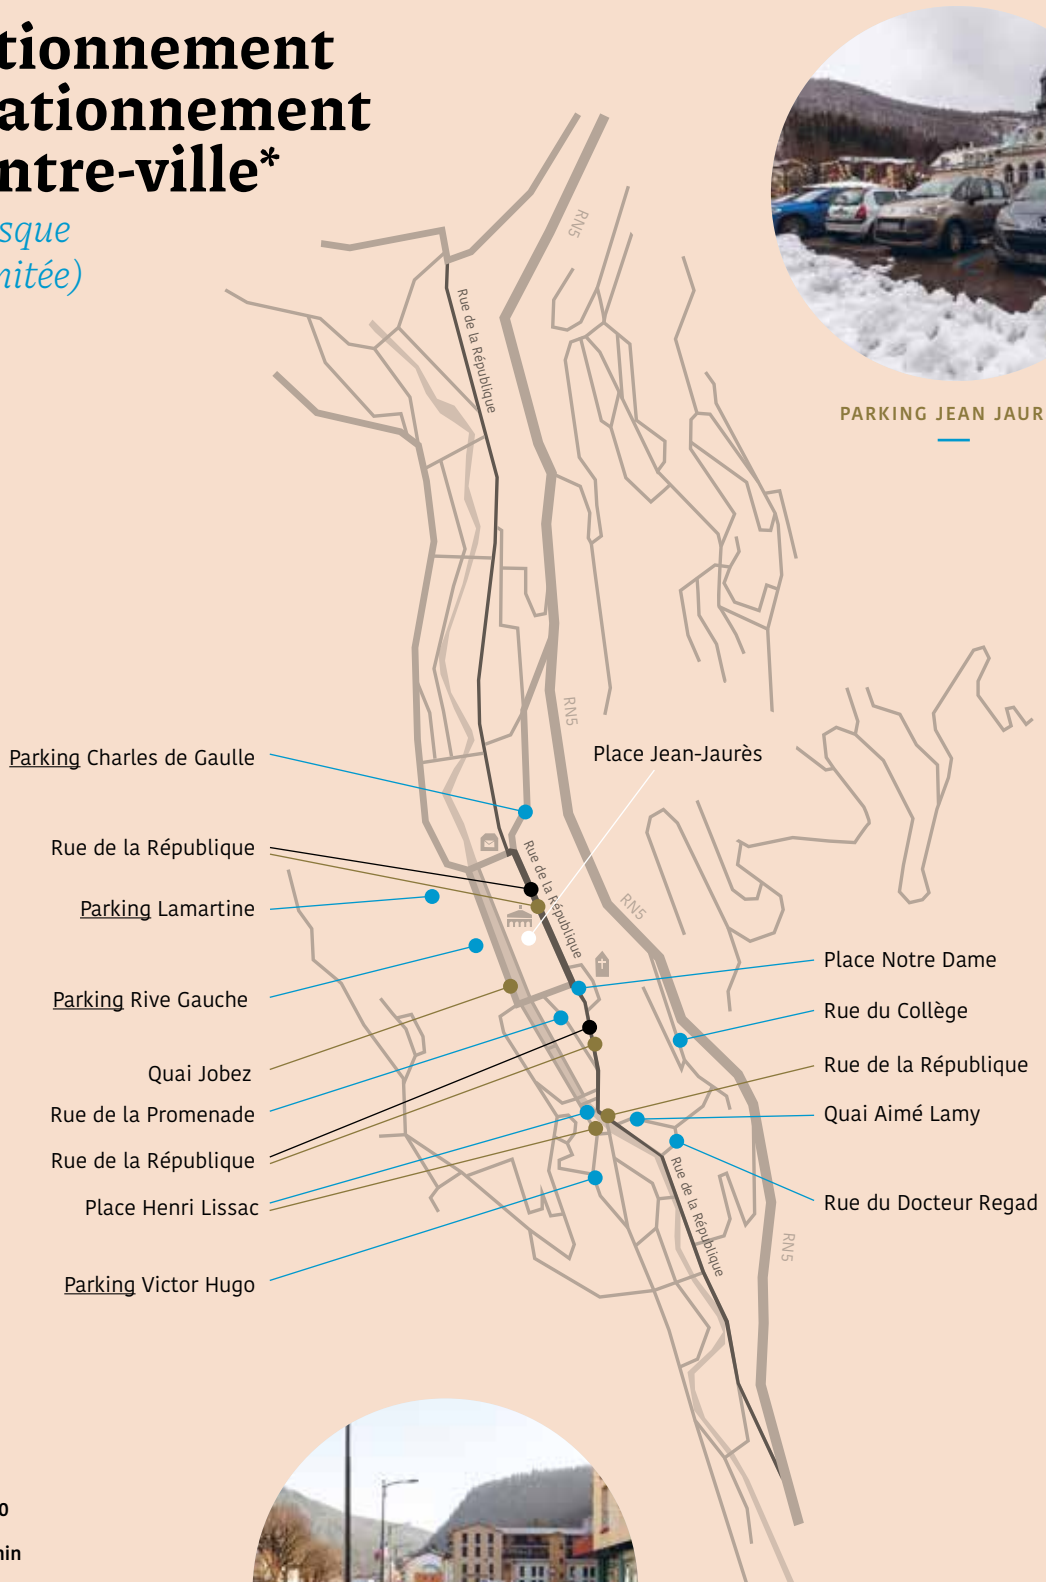 tionnement
ationnement
ntre-ville*
sque
nitée)
RN5
Rue de la République
PARKING JEAN JAUR
RN5
Place Jean-Jaurès
Parking Charles de Gaulle
Rue de la République
Rue de la République
Parking Lamartine
RN5
Place Notre Dame
Parking Rive Gauche
Rue du Collège
Quai Jobez
Rue de la République
Rue de la Promenade
Quai Aimé Lamy
Rue de la République
Place Henri Lissac
Rue du Docteur Regad
Rue de la République
RN5
Parking Victor Hugo
0
nin